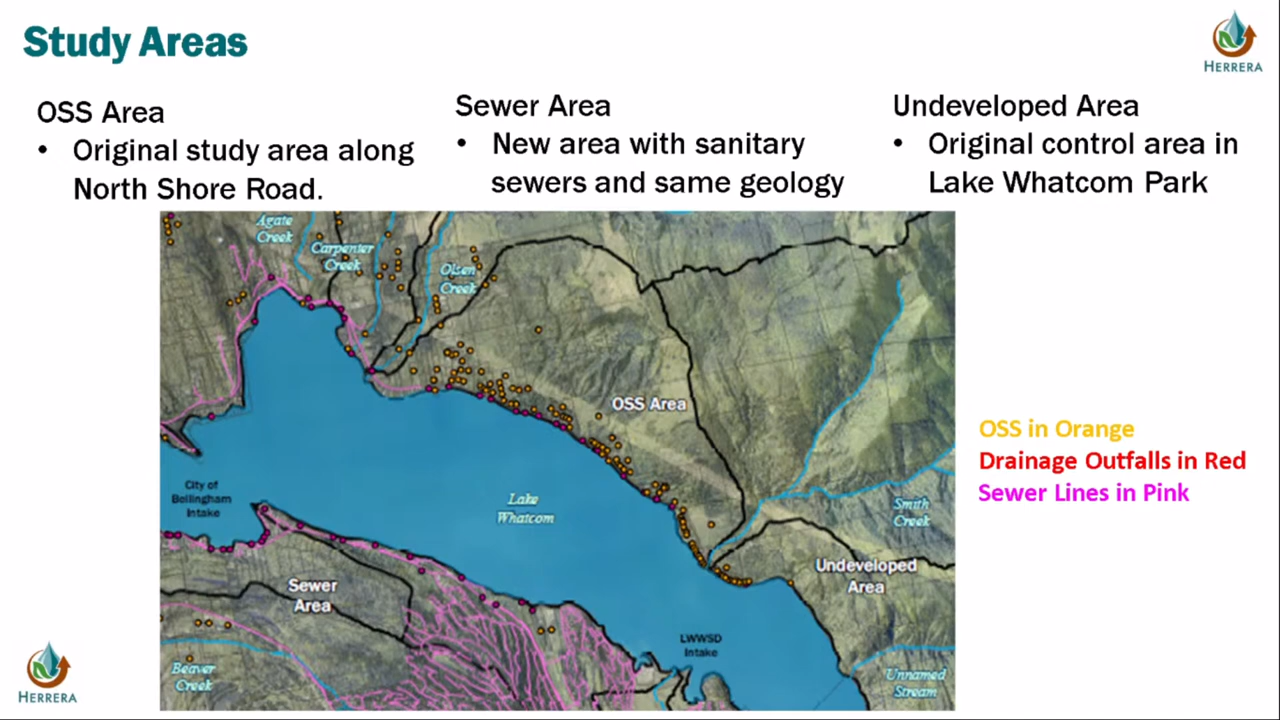 Study Areas
HERRERA
OSS Area
• Original study area along
North Shore Road.
Sewer Area
• New area with sanitary
sewers and same geology
Undeveloped Area
• Original control area in
Lake Whatcom Park
Agate
Creek
Carpenter
Creek
Olsen
Creek
OSS Area
OSS in Orange
Drainage Outfalls in Red
Sewer Lines in Pink
City of
Bellingham
Intake
Lake
Whatcom
Smith
Creek
Undeveloped
Area
Sewer
Area
LWWSD
Intake
Beaver
Creek
Unnamed
Stream
HERRERA